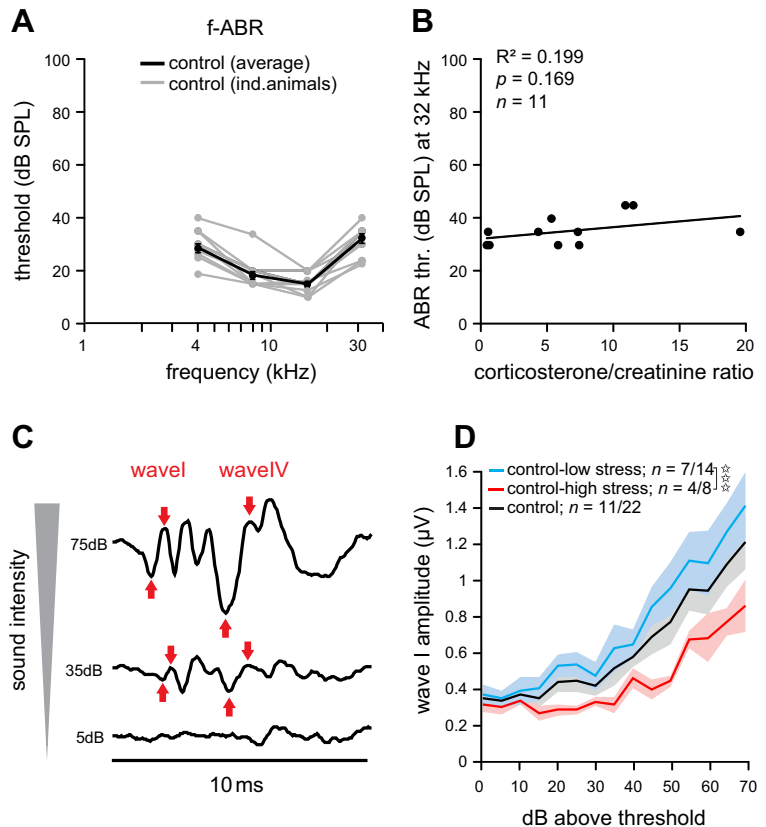 A
f-ABR
control (average)
control (ind.animals)
threshold (dB SPL)
100
80
60
40
20
0
1
4
10
30
frequency (kHz)
B
R² = 0.199
p = 0.169
n = 11
ABR thr. (dB SPL) at 32 kHz
100
80
60
40
20
0
0
5
10
15
20
corticosterone/creatinine ratio
C
waveI
waveIV
sound intensity
75dB
35dB
5dB
10 ms
D
control-low stress; n = 7/14
control-high stress; n = 4/8
control; n = 11/22
☆☆☆
wave I amplitude (µV)
1.6
1.4
1.2
1
0.8
0.6
0.4
0.2
0
0
10
20
30
40
50
60
70
dB above threshold